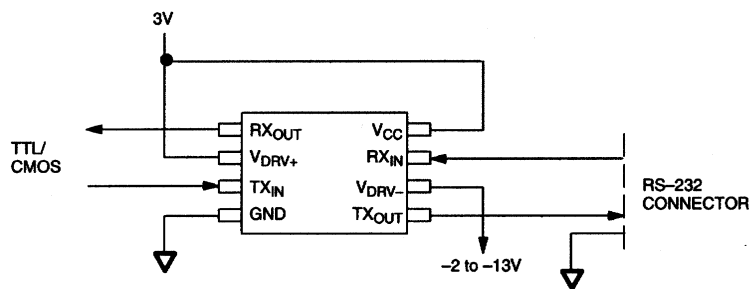 3V
TTL/
CMOS
RXOUT
VDRV+
TXIN
GND
VCC
RXIN
VDRV–
TXOUT
–2 to –13V
RS–232
CONNECTOR